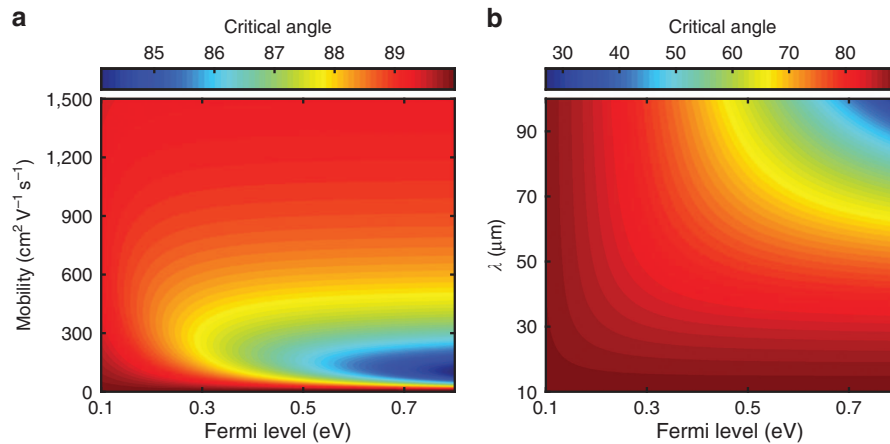 a
Critical angle
85 86 87 88 89
Mobility (cm² V⁻¹ s⁻¹)
1,500
1,200
900
600
300
0
0.1 0.3 0.5 0.7
Fermi level (eV)
b
Critical angle
30 40 50 60 70 80
λ (μm)
90
70
50
30
10
0.1 0.3 0.5 0.7
Fermi level (eV)